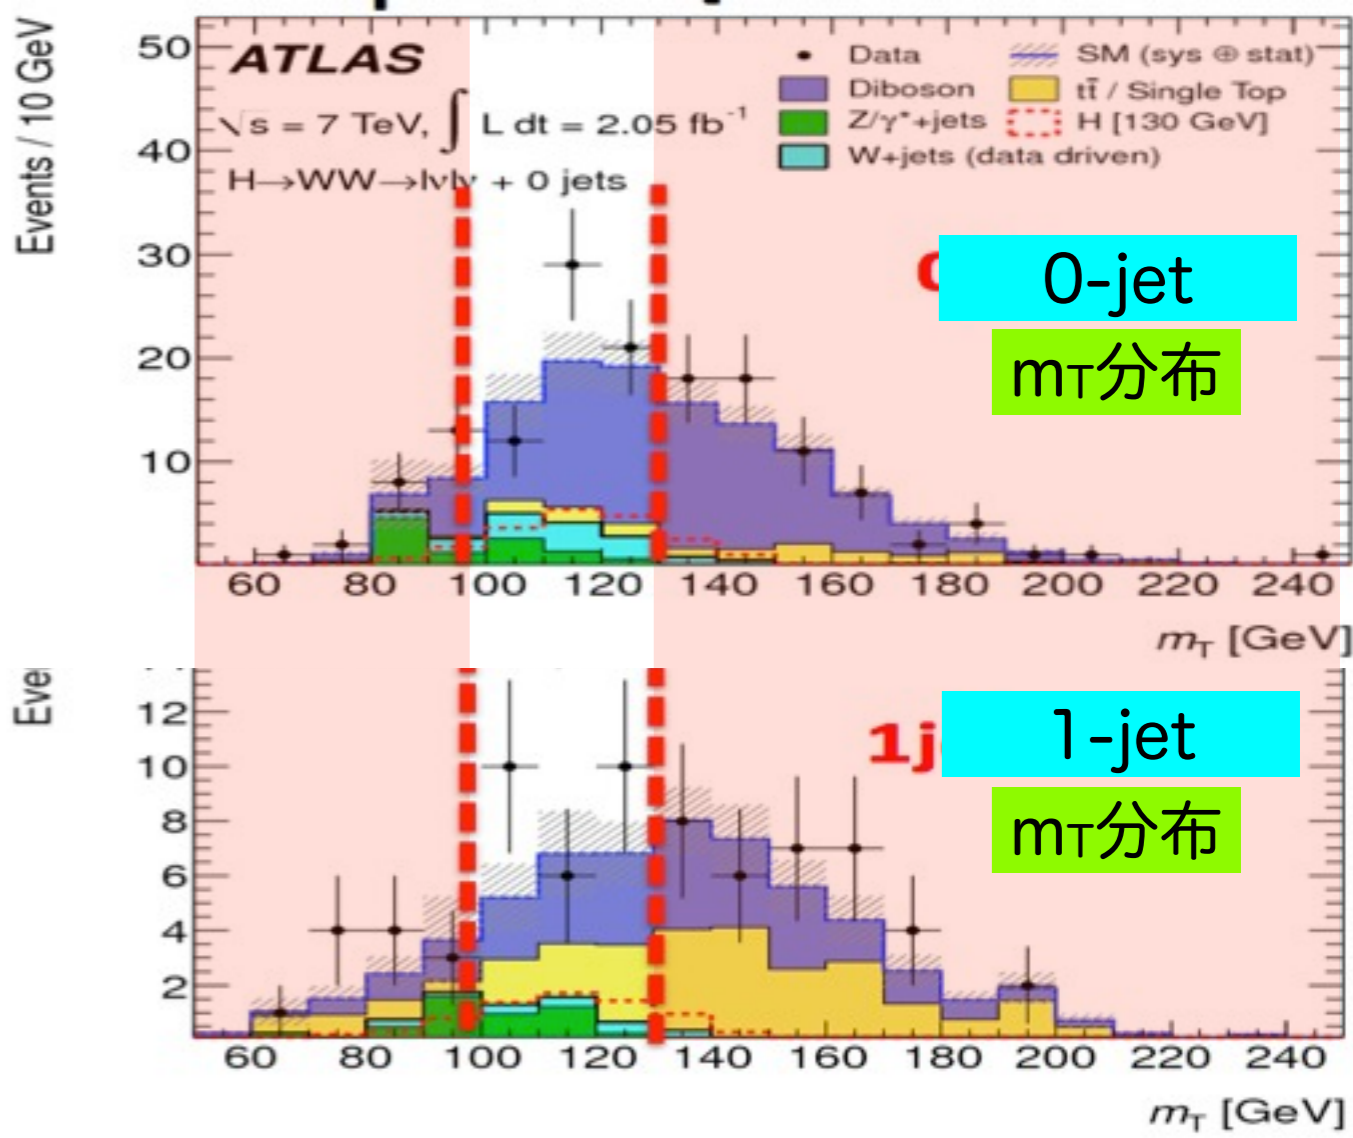 50
ATLAS
Data
SM (sys ⊕ stat)
Diboson
tt̄ / Single Top
√s = 7 TeV, ∫ L dt = 2.05 fb⁻¹
Z/γ*+jets
H [130 GeV]
W+jets (data driven)
40
H→WW→lνlν + 0 jets
Events / 10 GeV
30
0-jet
20
mT分布
10
60 80 100 120 140 160 180 200 220 240
mT [GeV]
12
1-jet
10
8
mT分布
6
4
2
60 80 100 120 140 160 180 200 220 240
mT [GeV]